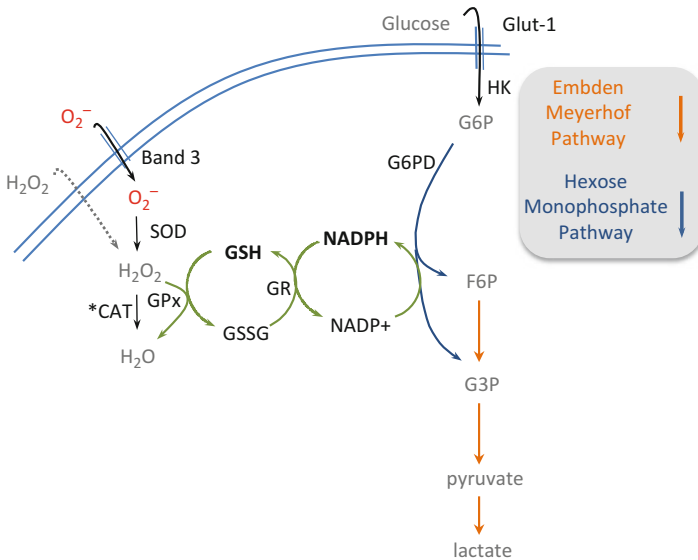 Glucose
Glut-1
HK
G6P
Embden
Meyerhof
Pathway
Hexose
Monophosphate
Pathway
O₂⁻
Band 3
H₂O₂
O₂⁻
SOD
G6PD
H₂O₂
GSH
NADPH
*CAT
GPx
GR
F6P
GSSG
NADP+
H₂O
G3P
pyruvate
lactate